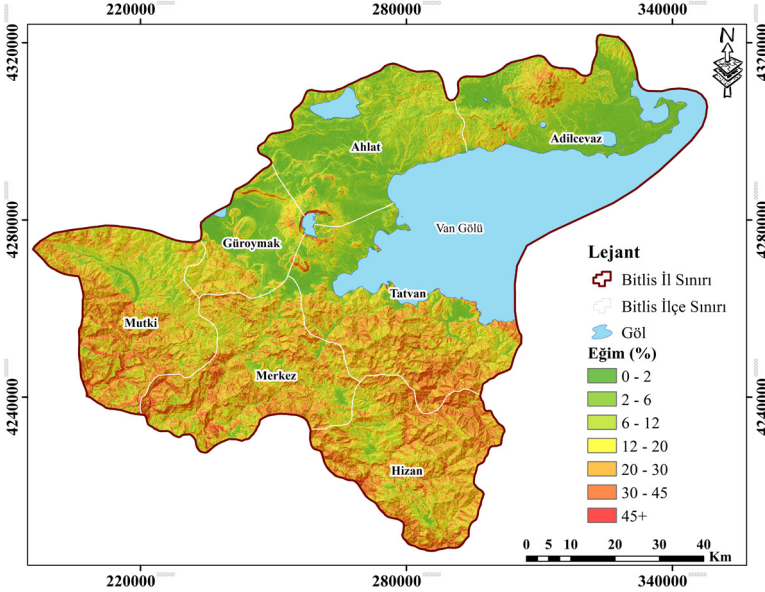 220000 280000 340000
4320000 4320000
N
Ahlat
Adilcevaz
4280000 4280000
Van Gölü
Güroymak
Tatvan
Mutki
Merkez
4240000 4240000
Hizan
Lejant
Bitlis İl Sınırı
Bitlis İlçe Sınırı
Göl
Eğim (%)
0 - 2
2 - 6
6 - 12
12 - 20
20 - 30
30 - 45
45+
0 5 10 20 30 40
Km
220000 280000 340000